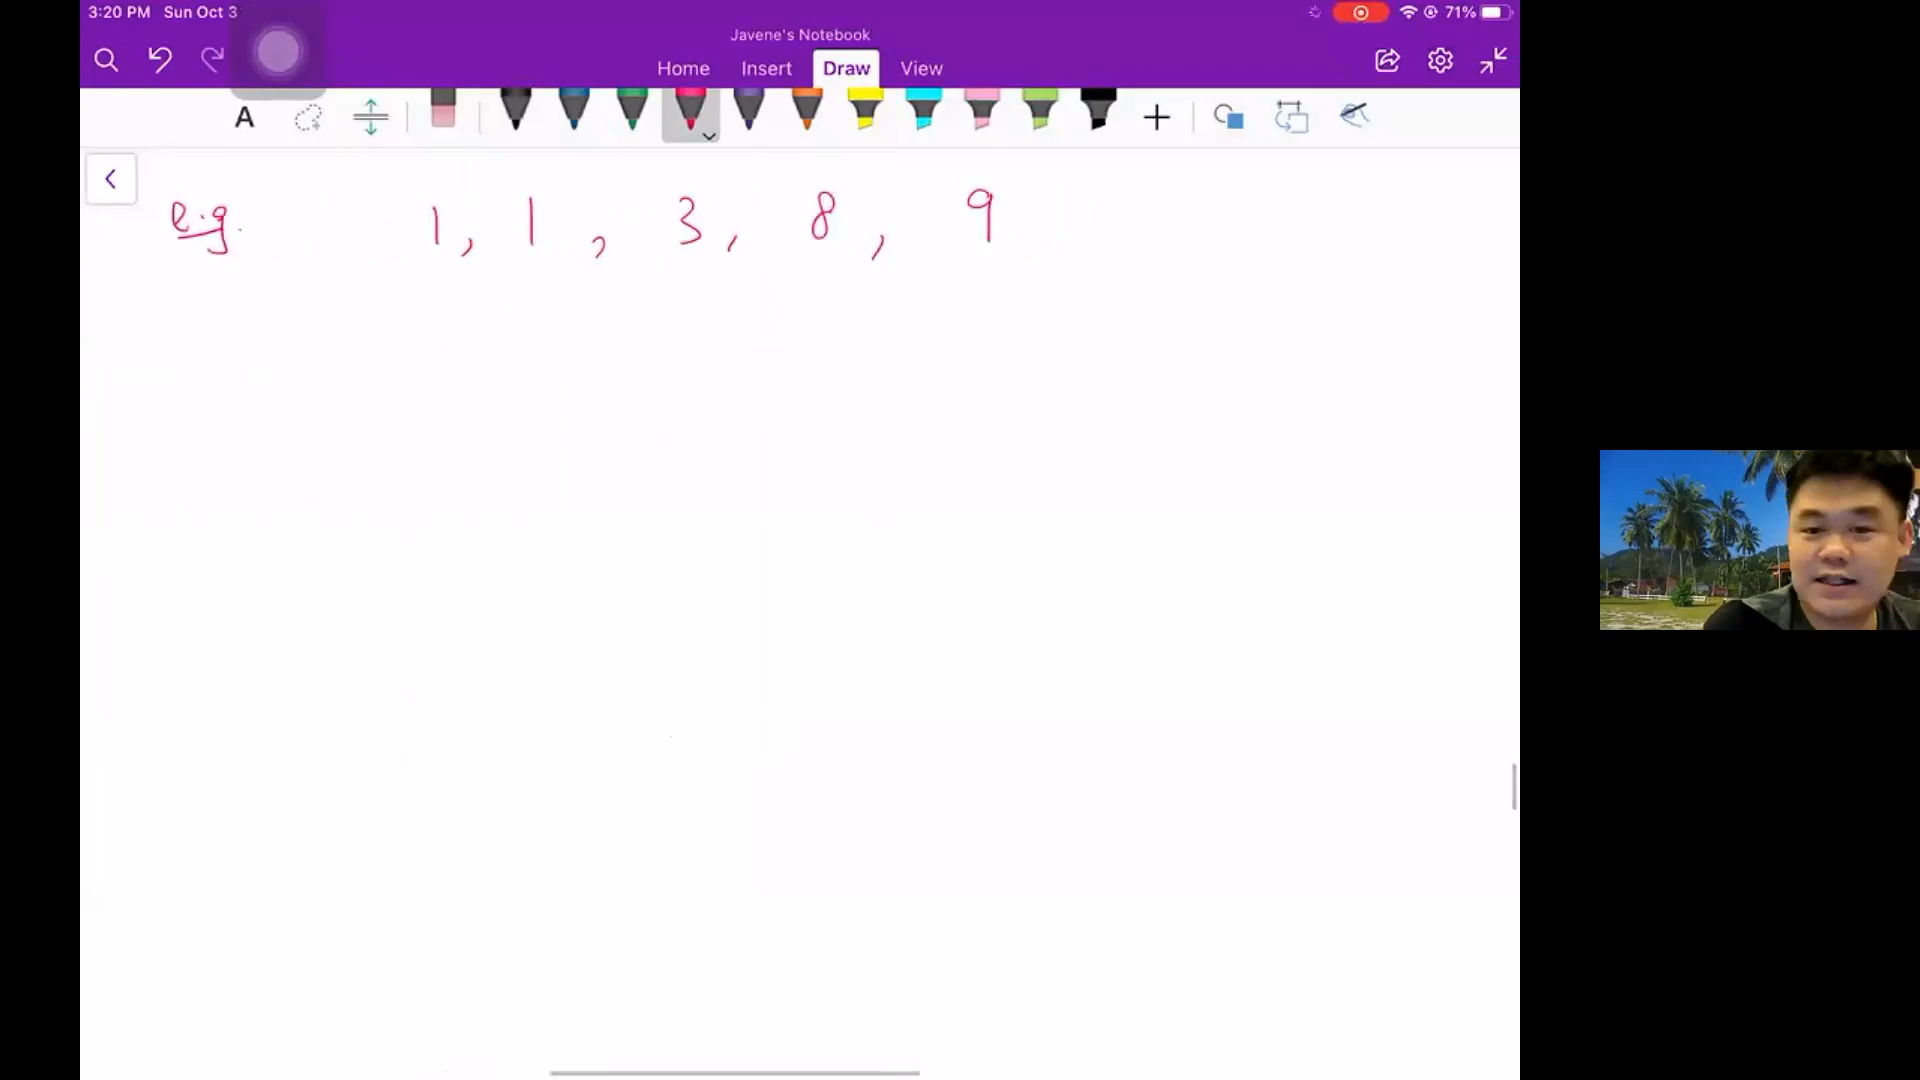 3:20 PM Sun Oct 3
71%
Javene's Notebook
Home Insert Draw View
A
e.g. 1, 1, 3, 8, 9